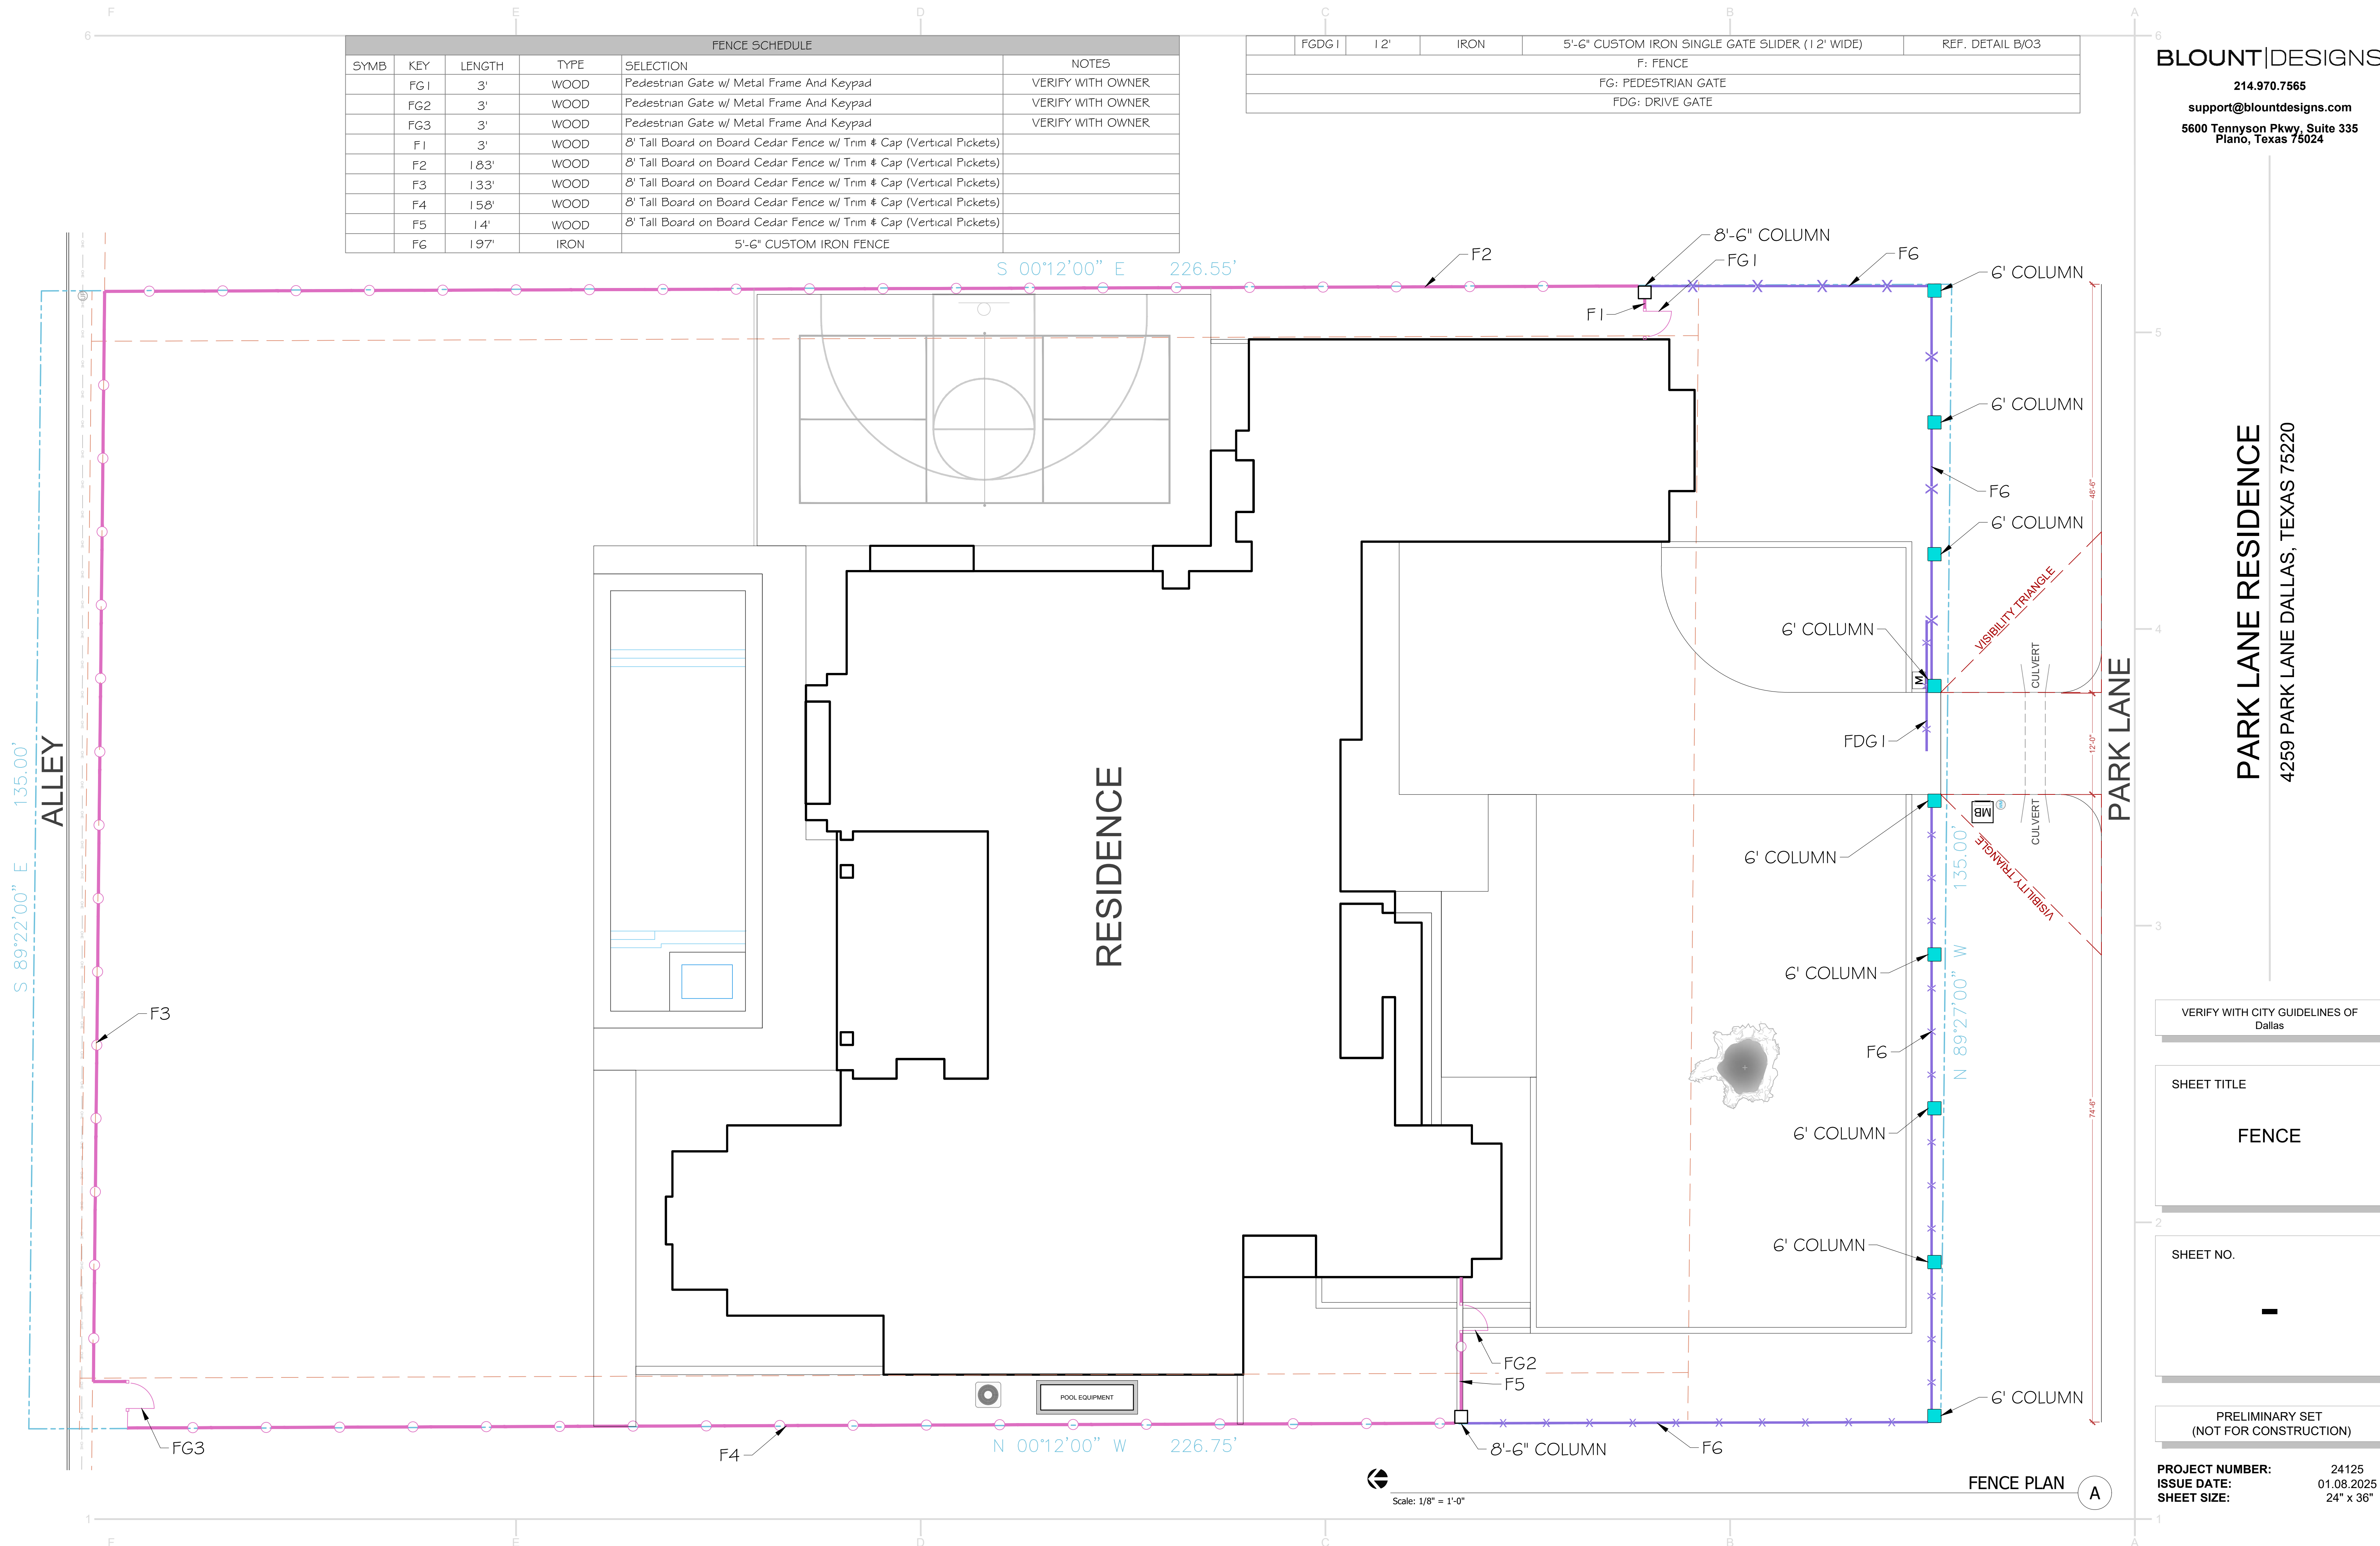 FENCE SCHEDULE
SYMB KEY LENGTH TYPE SELECTION NOTES
FG1 3' WOOD Pedestrian Gate w/ Metal Frame And Keypad VERIFY WITH OWNER
FG2 3' WOOD Pedestrian Gate w/ Metal Frame And Keypad VERIFY WITH OWNER
FG3 3' WOOD Pedestrian Gate w/ Metal Frame And Keypad VERIFY WITH OWNER
F1 3' WOOD 8' Tall Board on Board Cedar Fence w/ Trim & Cap (Vertical Pickets)
F2 183' WOOD 8' Tall Board on Board Cedar Fence w/ Trim & Cap (Vertical Pickets)
F3 133' WOOD 8' Tall Board on Board Cedar Fence w/ Trim & Cap (Vertical Pickets)
F4 158' WOOD 8' Tall Board on Board Cedar Fence w/ Trim & Cap (Vertical Pickets)
F5 14' WOOD 8' Tall Board on Board Cedar Fence w/ Trim & Cap (Vertical Pickets)
F6 197' IRON 5'-6" CUSTOM IRON FENCE
FGDG1 12' IRON 5'-6" CUSTOM IRON SINGLE GATE SLIDER (12' WIDE) REF. DETAIL B/03
F: FENCE
FG: PEDESTRIAN GATE
FDG: DRIVE GATE
F E D C B A
6
5
4
3
2
1
S 00°12'00" E 226.55'
F2
8'-6" COLUMN
FG1
F6
6' COLUMN
F1
6' COLUMN
F6
6' COLUMN
48'-6"
VISIBILITY TRIANGLE
6' COLUMN
CULVERT
M
FDG1
12'-0"
PARK LANE
ALLEY
S 89°22'00" E 135.00'
RESIDENCE
MB
CULVERT
6' COLUMN
VISIBILITY TRIANGLE
N 89°27'00" W 135.00'
6' COLUMN
F3
F6
74'-6"
6' COLUMN
6' COLUMN
FG2
F5
6' COLUMN
POOL EQUIPMENT
FG3
F4
N 00°12'00" W 226.75'
8'-6" COLUMN
F6
Scale: 1/8" = 1'-0"
FENCE PLAN A
6
1
F E D C B A
BLOUNT|DESIGNS
214.970.7565
support@blountdesigns.com
5600 Tennyson Pkwy, Suite 335
Plano, Texas 75024
PARK LANE RESIDENCE
4259 PARK LANE DALLAS, TEXAS 75220
VERIFY WITH CITY GUIDELINES OF
Dallas
SHEET TITLE
FENCE
SHEET NO.
-
PRELIMINARY SET
(NOT FOR CONSTRUCTION)
PROJECT NUMBER: 24125
ISSUE DATE: 01.08.2025
SHEET SIZE: 24" x 36"